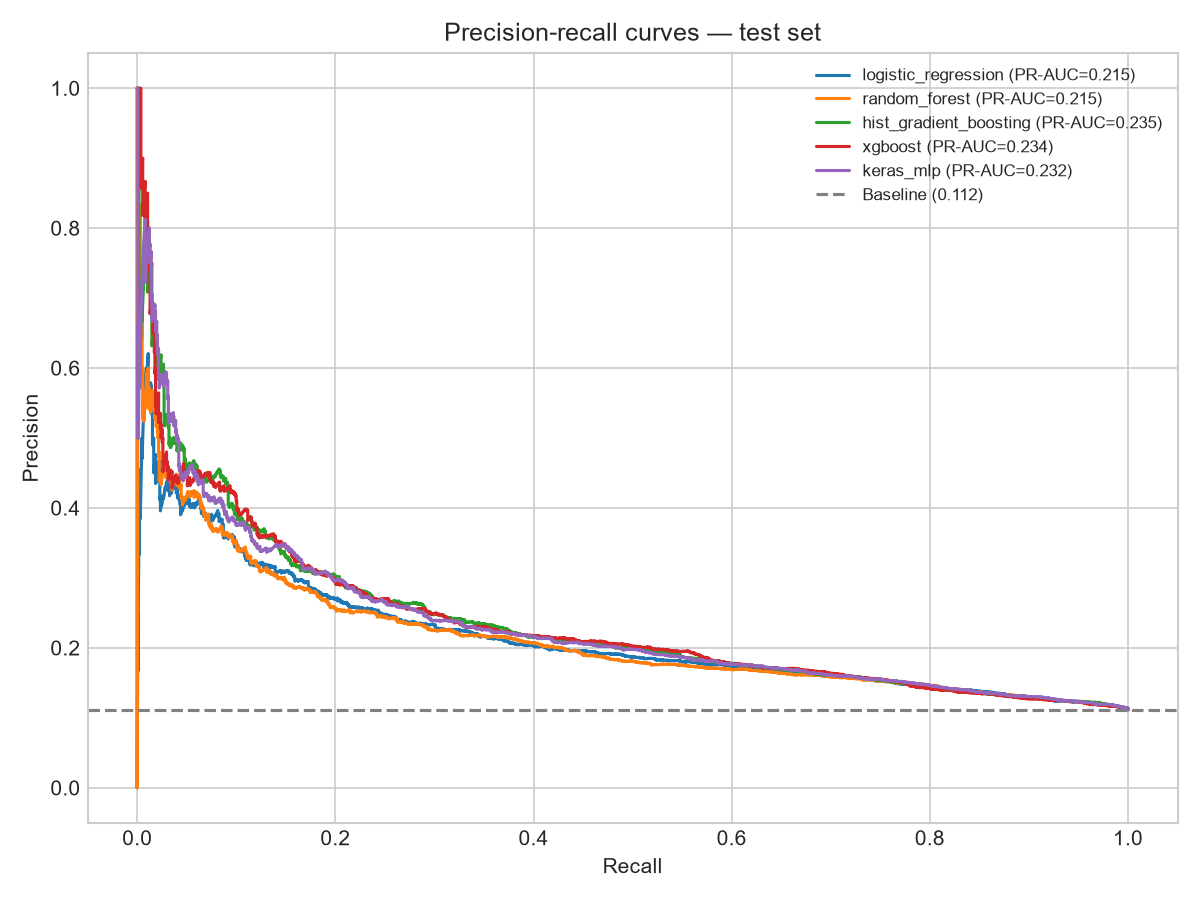 Precision-recall curves — test set
logistic_regression (PR-AUC=0.215)
random_forest (PR-AUC=0.215)
hist_gradient_boosting (PR-AUC=0.235)
xgboost (PR-AUC=0.234)
keras_mlp (PR-AUC=0.232)
Baseline (0.112)
Precision
1.0
0.8
0.6
0.4
0.2
0.0
0.0 0.2 0.4 0.6 0.8 1.0
Recall